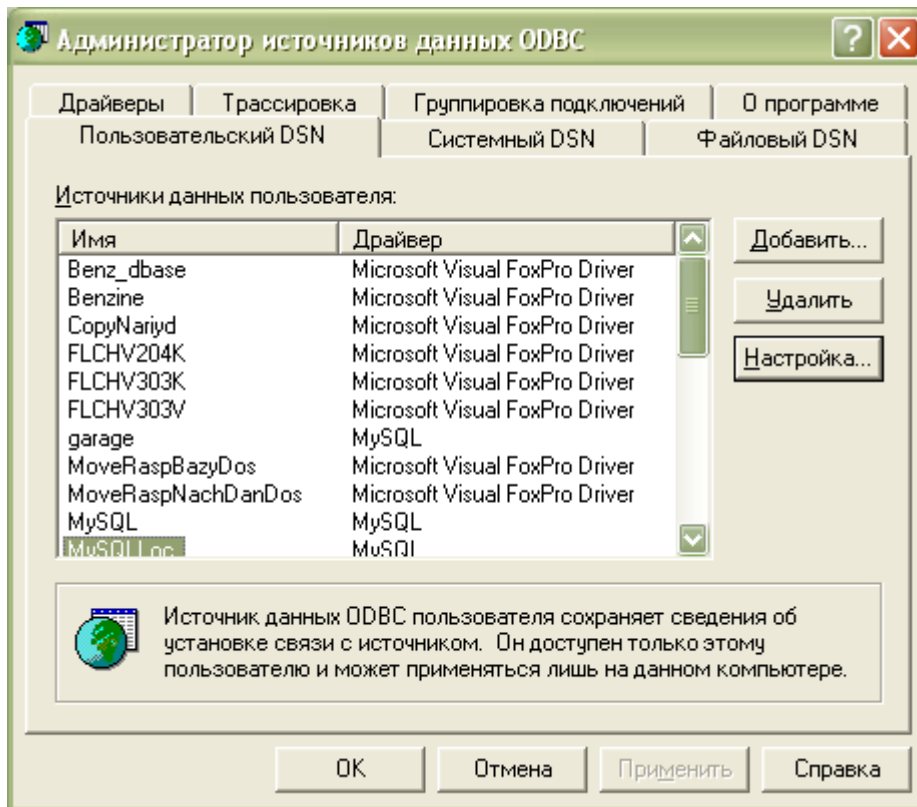 Администратор источников данных ODBC
Драйверы Трассировка Группировка подключений О программе
Пользовательский DSN Системный DSN Файловый DSN
Источники данных пользователя:
Имя Драйвер
Добавить...
Benz_dbase Microsoft Visual FoxPro Driver
Benzine Microsoft Visual FoxPro Driver
Удалить
CopyNariyd Microsoft Visual FoxPro Driver
FLCHV204K Microsoft Visual FoxPro Driver
Настройка...
FLCHV303K Microsoft Visual FoxPro Driver
FLCHV303V Microsoft Visual FoxPro Driver
garage MySQL
MoveRaspBazyDos Microsoft Visual FoxPro Driver
MoveRaspNachDanDos Microsoft Visual FoxPro Driver
MySQL MySQL
MySQLLoc MySQL
Источник данных ODBC пользователя сохраняет сведения об
установке связи с источником. Он доступен только этому
пользователю и может применяться лишь на данном компьютере.
OK Отмена Применить Справка